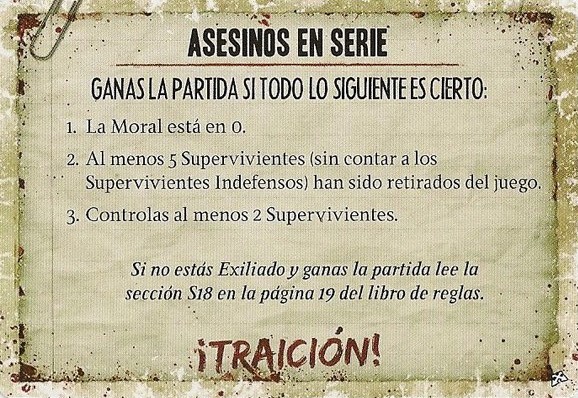 ASESINOS EN SERIE
GANAS LA PARTIDA SI TODO LO SIGUIENTE ES CIERTO:
1. La Moral está en 0.
2. Al menos 5 Supervivientes (sin contar a los
Supervivientes Indefensos) han sido retirados del juego.
3. Controlas al menos 2 Supervivientes.
Si no estás Exiliado y ganas la partida lee la
sección S18 en la página 19 del libro de reglas.
¡TRAICIÓN!